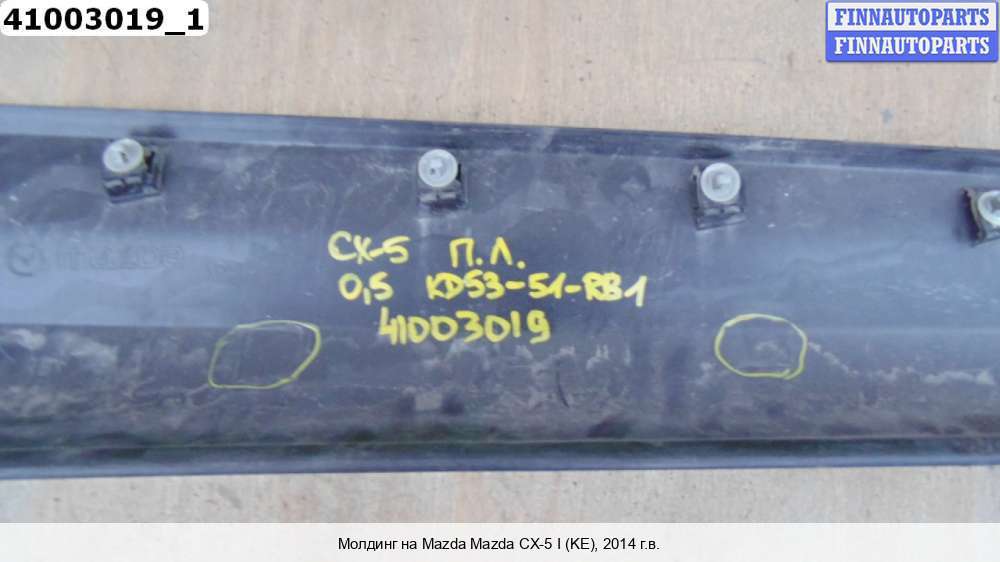 41003019_1
FINNAUTOPARTS
FINNAUTOPARTS
CX-5 П.Л.
0,5 KD53-51-RB1
41003019
Молдинг на Mazda Mazda CX-5 I (KE), 2014 г.в.